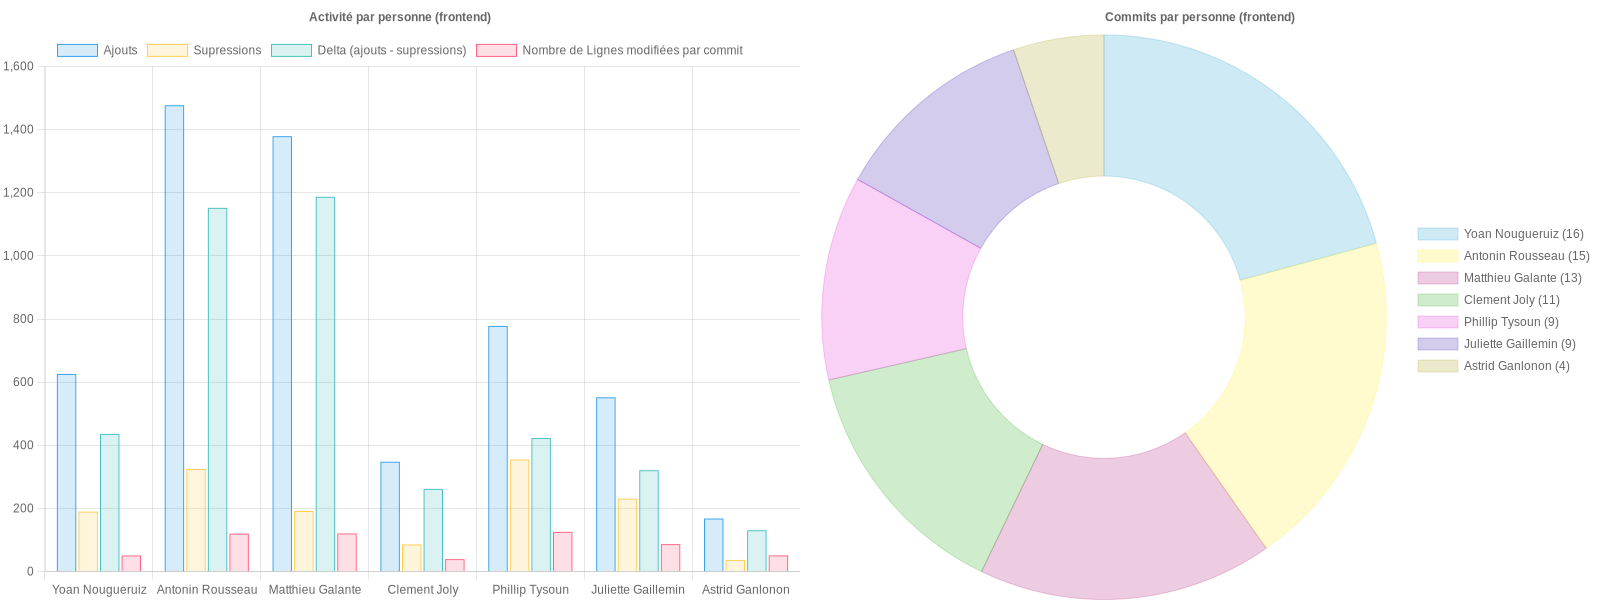 Activité par personne (frontend)
Ajouts
Supressions
Delta (ajouts - supressions)
Nombre de Lignes modifiées par commit
1,600
1,400
1,200
1,000
800
600
400
200
0
Yoan Nougueruiz
Antonin Rousseau
Matthieu Galante
Clement Joly
Phillip Tysoun
Juliette Gaillemin
Astrid Ganlonon
Commits par personne (frontend)
Yoan Nougueruiz (16)
Antonin Rousseau (15)
Matthieu Galante (13)
Clement Joly (11)
Phillip Tysoun (9)
Juliette Gaillemin (9)
Astrid Ganlonon (4)